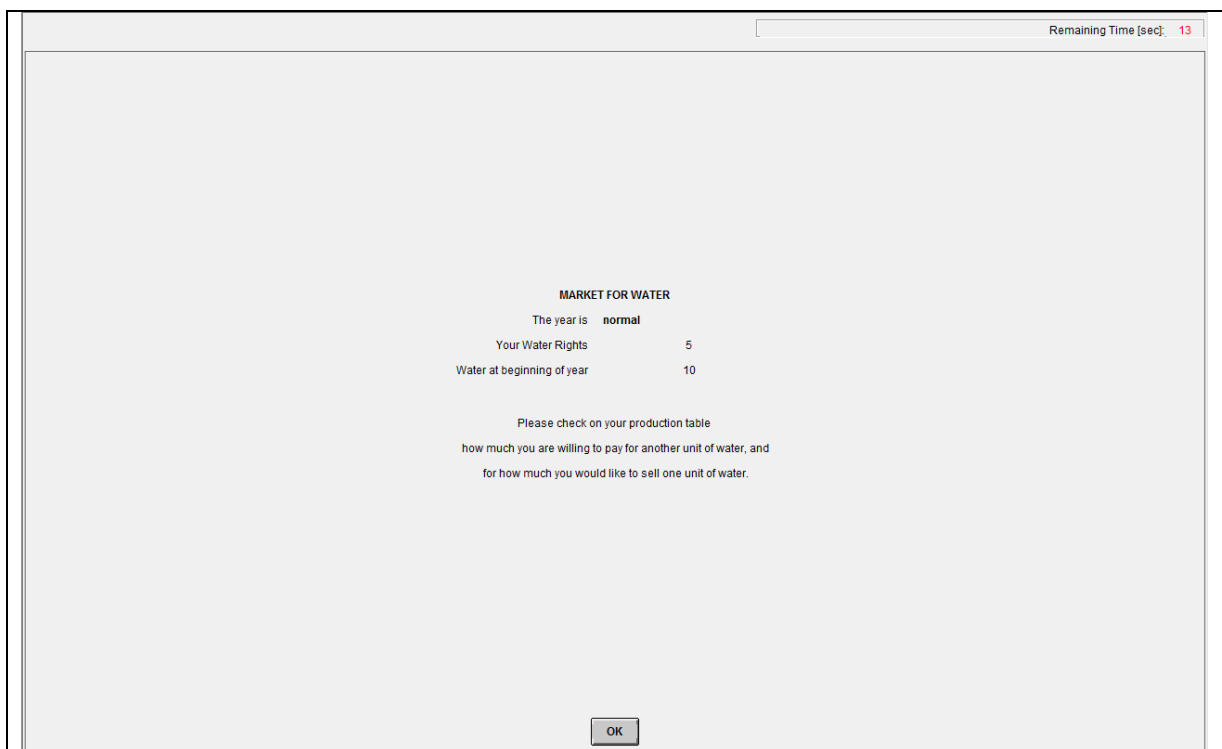 Remaining Time [sec]: 13
MARKET FOR WATER
The year is normal
Your Water Rights 5
Water at beginning of year 10
Please check on your production table
how much you are willing to pay for another unit of water, and
for how much you would like to sell one unit of water.
OK